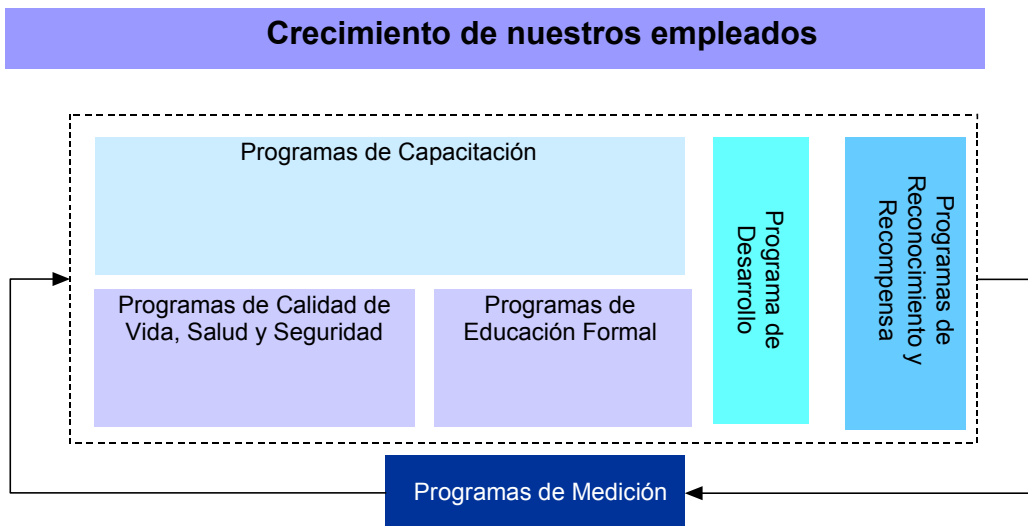 Crecimiento de nuestros empleados
Programas de Capacitación
Programas de Calidad de
Vida, Salud y Seguridad
Programas de
Educación Formal
Programa de
Desarrollo
Programas de
Reconocimiento y
Recompensa
Programas de Medición